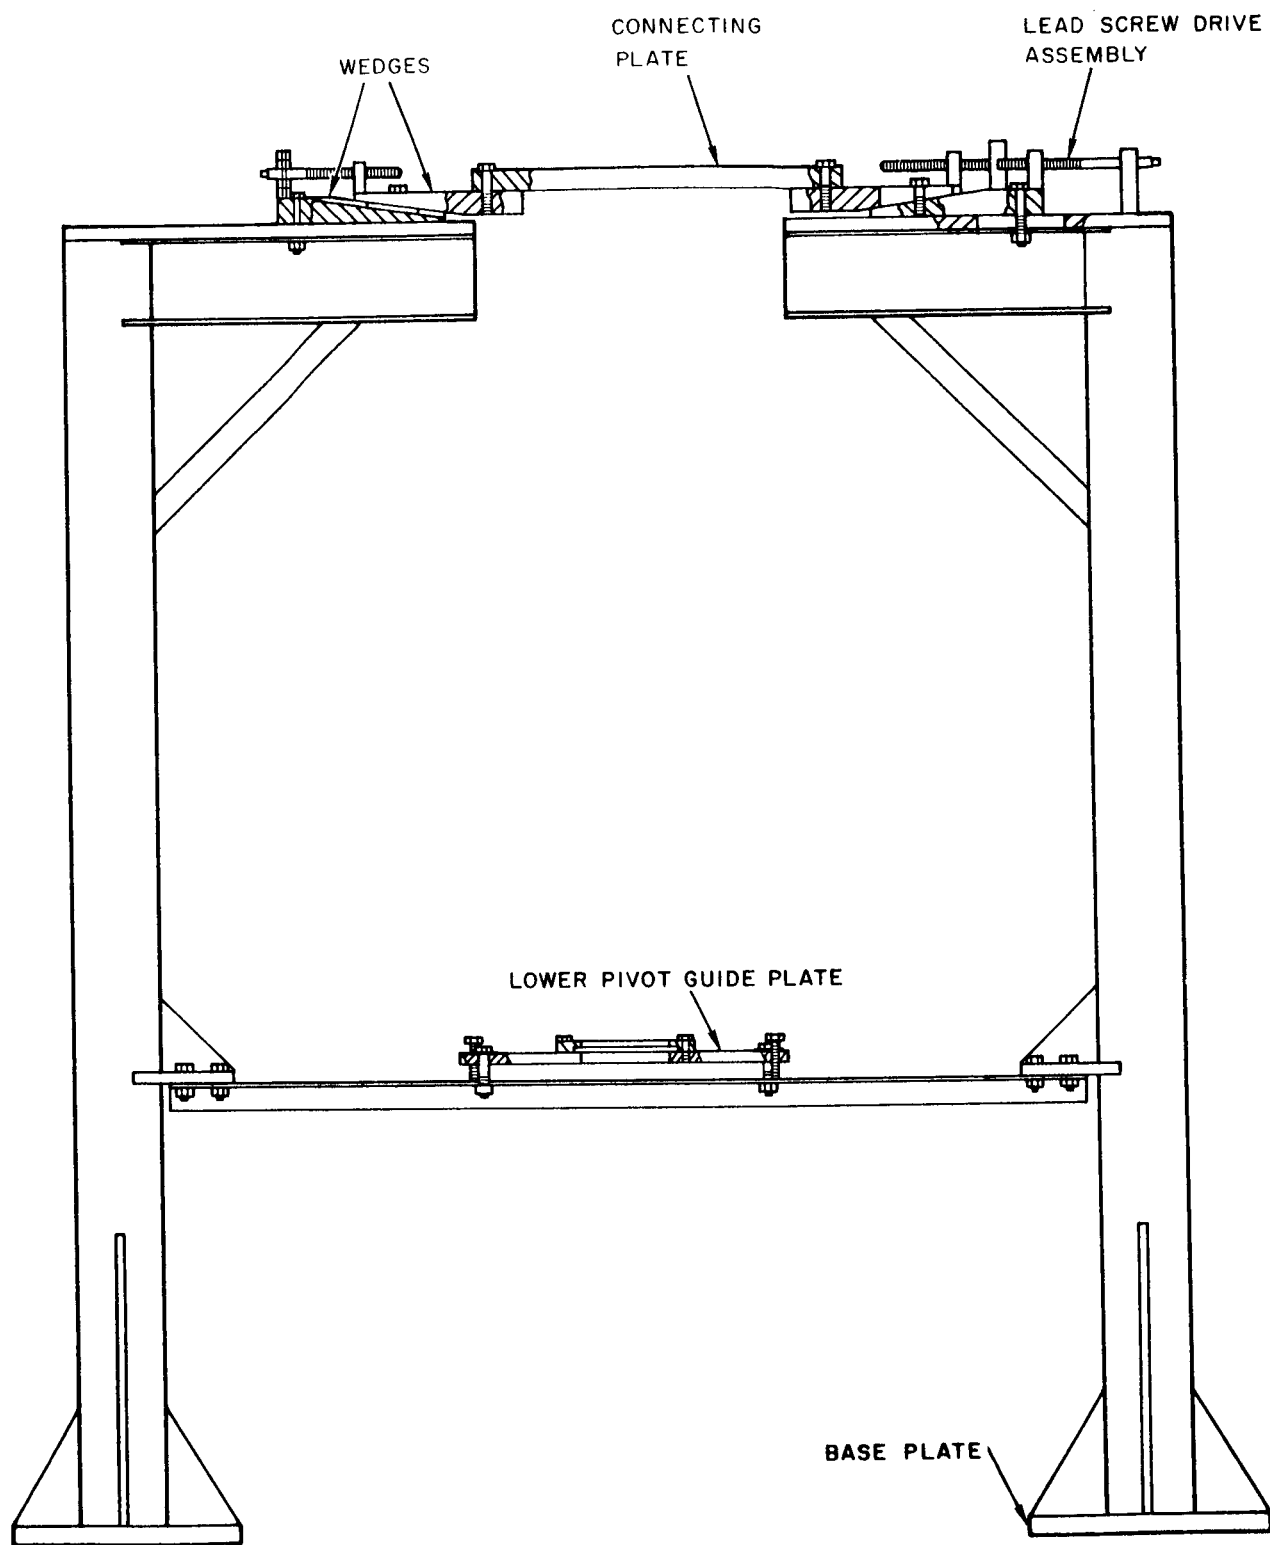 CONNECTING
PLATE
LEAD SCREW DRIVE
ASSEMBLY
WEDGES
LOWER PIVOT GUIDE PLATE
BASE PLATE